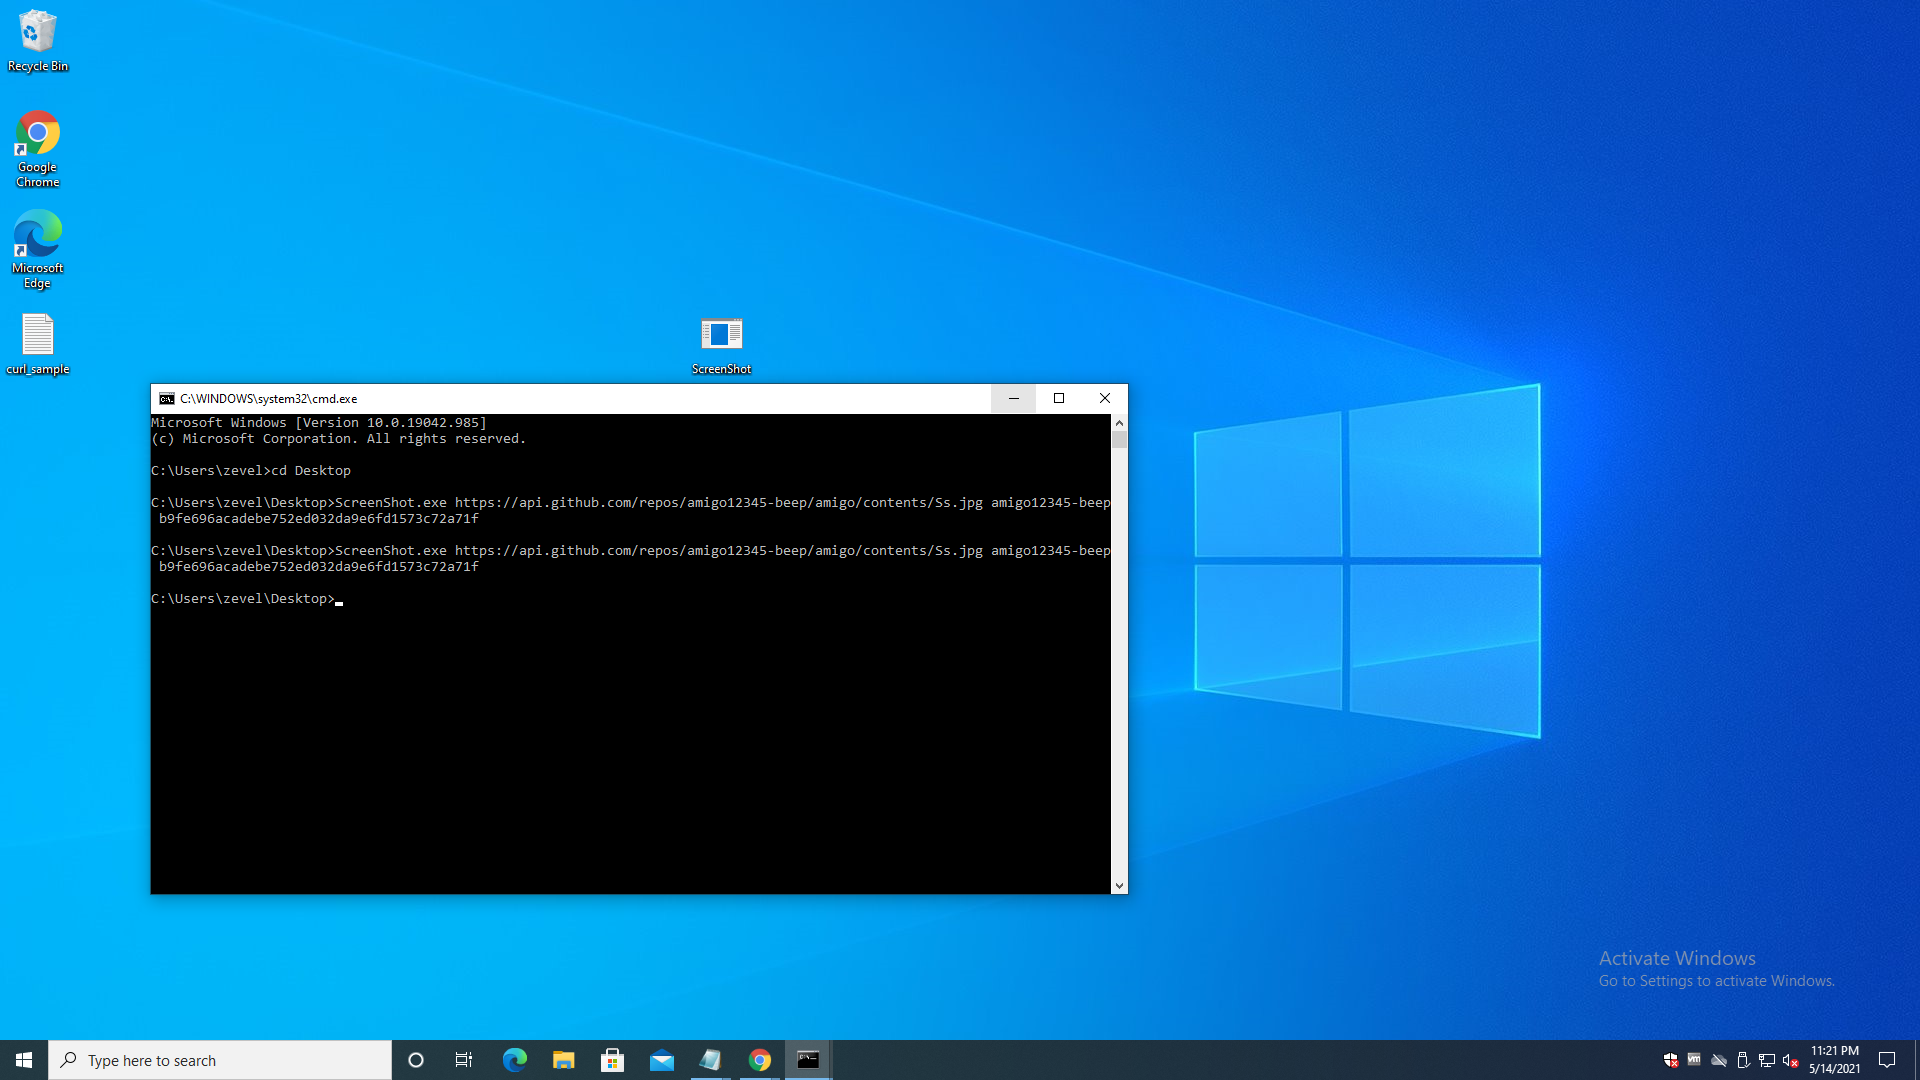 Recycle Bin
Google
Chrome
Microsoft
Edge
curl_sample
ScreenShot
C:\WINDOWS\system32\cmd.exe
Microsoft Windows [Version 10.0.19042.985]
(c) Microsoft Corporation. All rights reserved.
C:\Users\zevel>cd Desktop
C:\Users\zevel\Desktop>ScreenShot.exe https://api.github.com/repos/amigo12345-beep/amigo/contents/Ss.jpg amigo12345-beep
b9fe696acadebe752ed032da9e6fd1573c72a71f
C:\Users\zevel\Desktop>ScreenShot.exe https://api.github.com/repos/amigo12345-beep/amigo/contents/Ss.jpg amigo12345-beep
b9fe696acadebe752ed032da9e6fd1573c72a71f
C:\Users\zevel\Desktop>
Activate Windows
Go to Settings to activate Windows.
Type here to search
vm
11:21 PM
5/14/2021